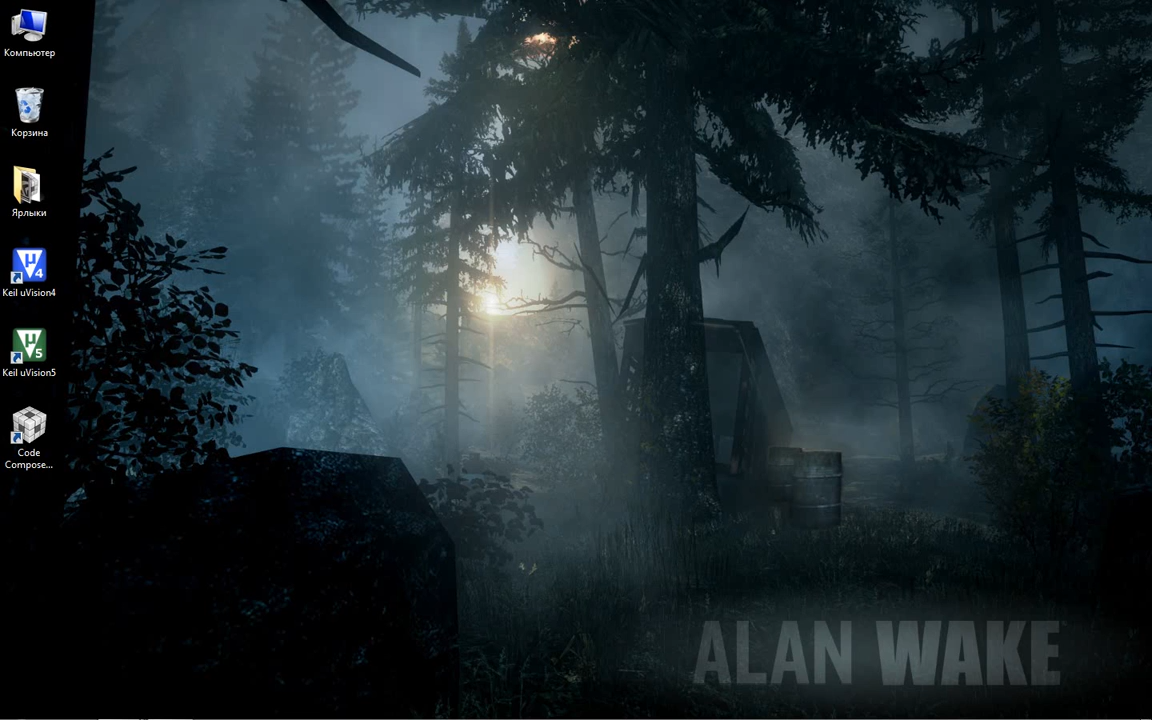 Компьютер
Корзина
Ярлыки
Keil uVision4
Keil uVision5
Code
Compose...
ALAN WAKE